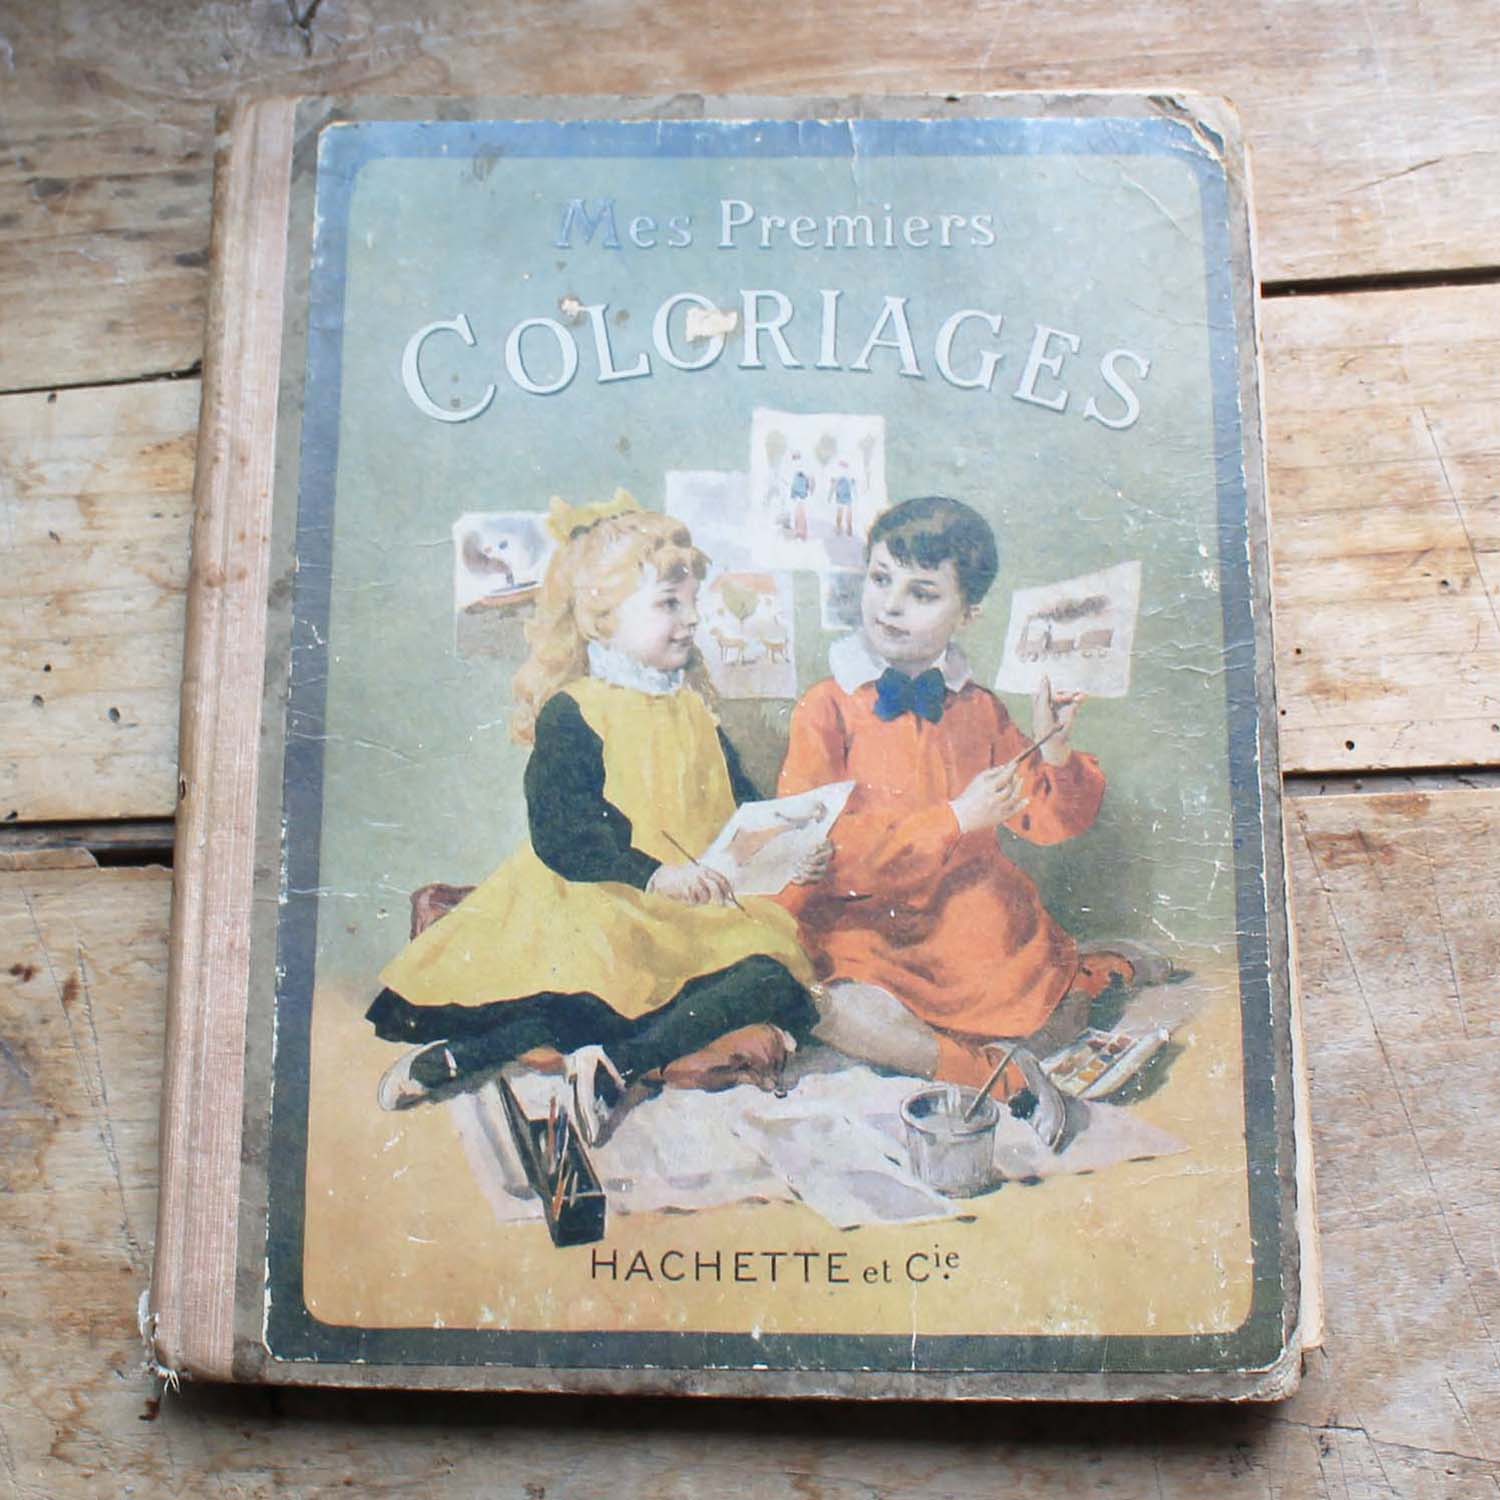 Mes Premiers
COLORIAGES
HACHETTE et Cie.